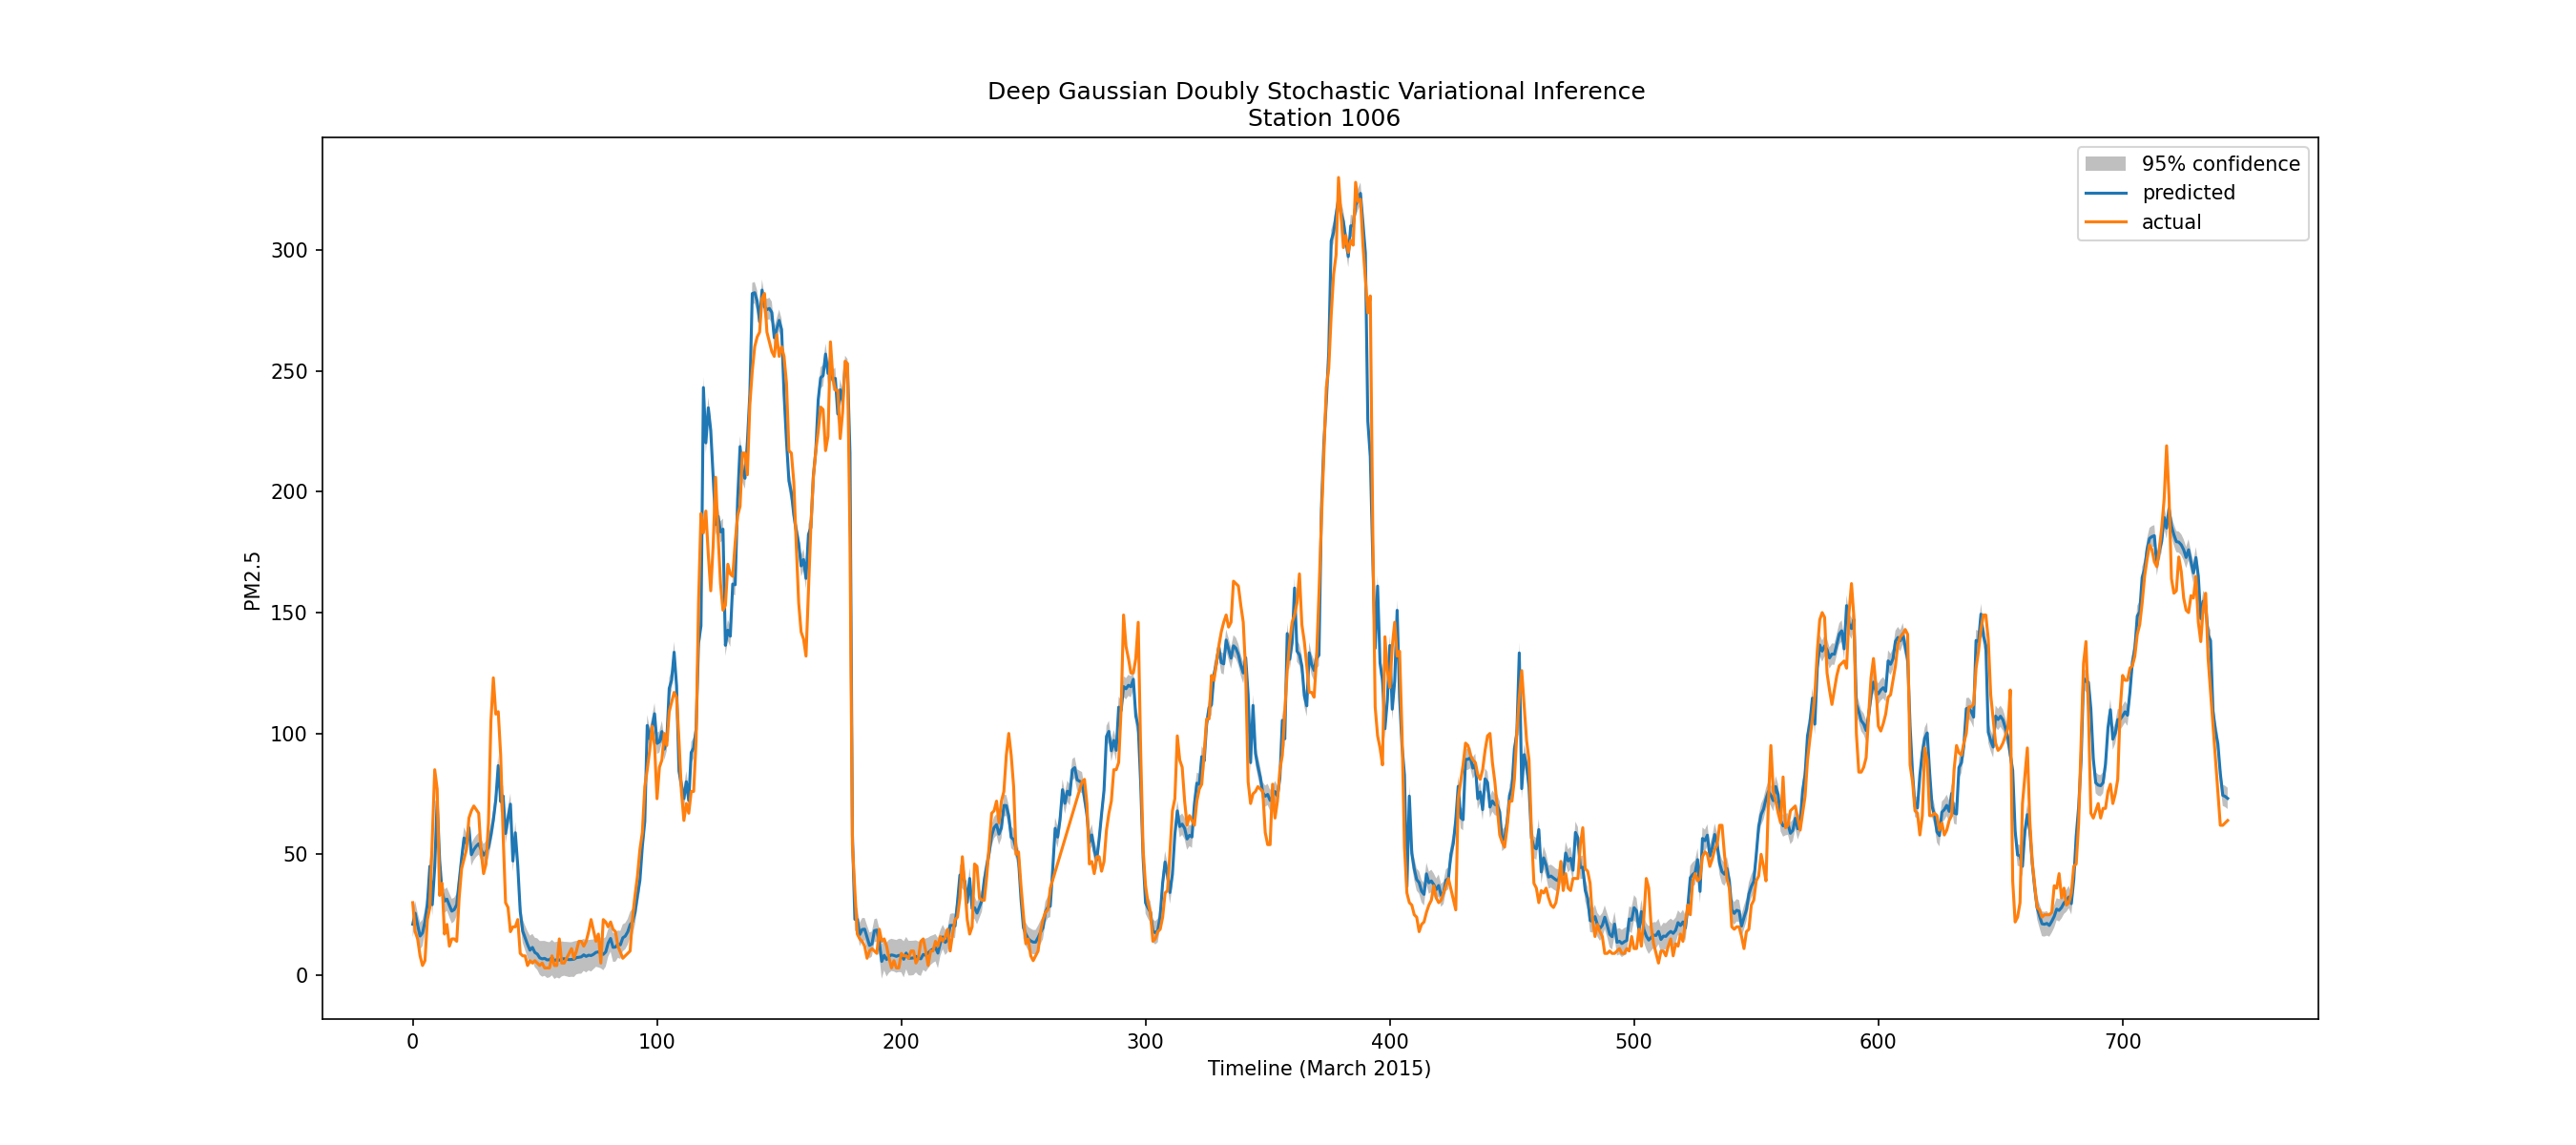 Deep Gaussian Doubly Stochastic Variational Inference
Station 1006
95% confidence
predicted
actual
PM2.5
300
250
200
150
100
50
0
0 100 200 300 400 500 600 700
Timeline (March 2015)